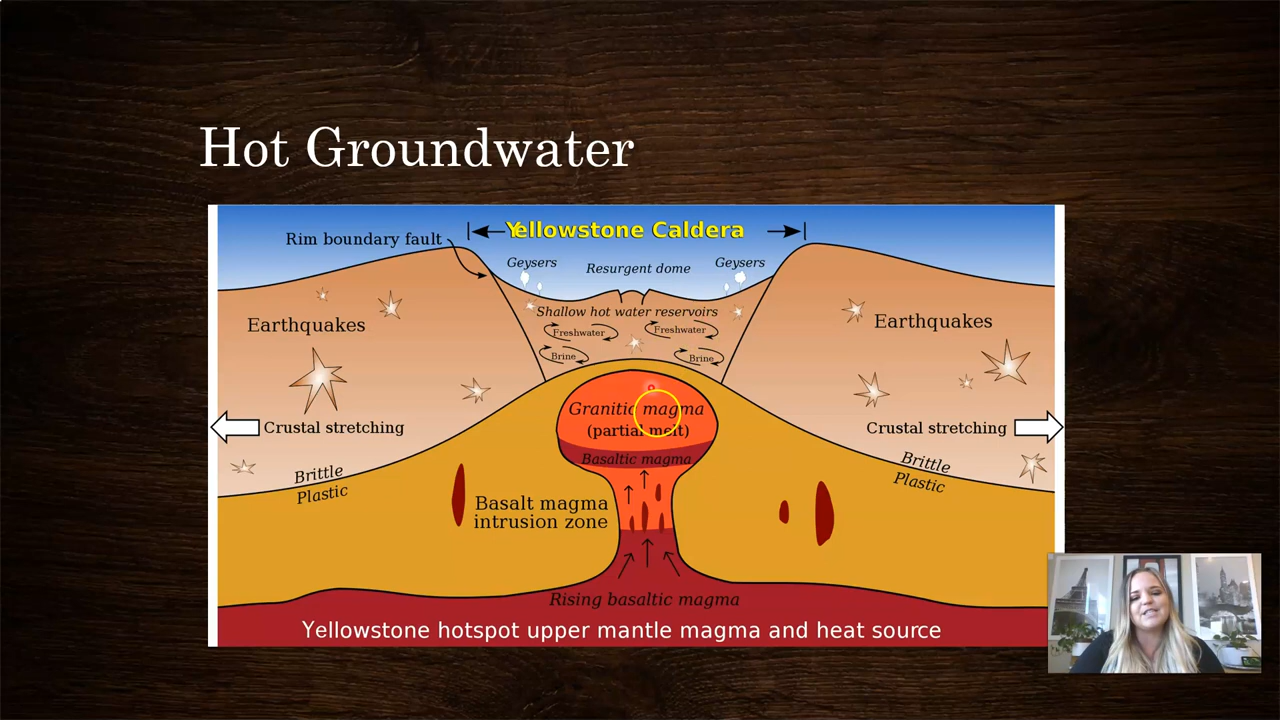 Hot Groundwater
Yellowstone Caldera
Rim boundary fault
Geysers
Resurgent dome
Geysers
Shallow hot water reservoirs
Freshwater
Freshwater
Brine
Brine
Earthquakes
Earthquakes
Granitic magma
(partial melt)
Basaltic magma
Crustal stretching
Crustal stretching
Brittle
Plastic
Brittle
Plastic
Basalt magma
intrusion zone
Rising basaltic magma
Yellowstone hotspot upper mantle magma and heat source